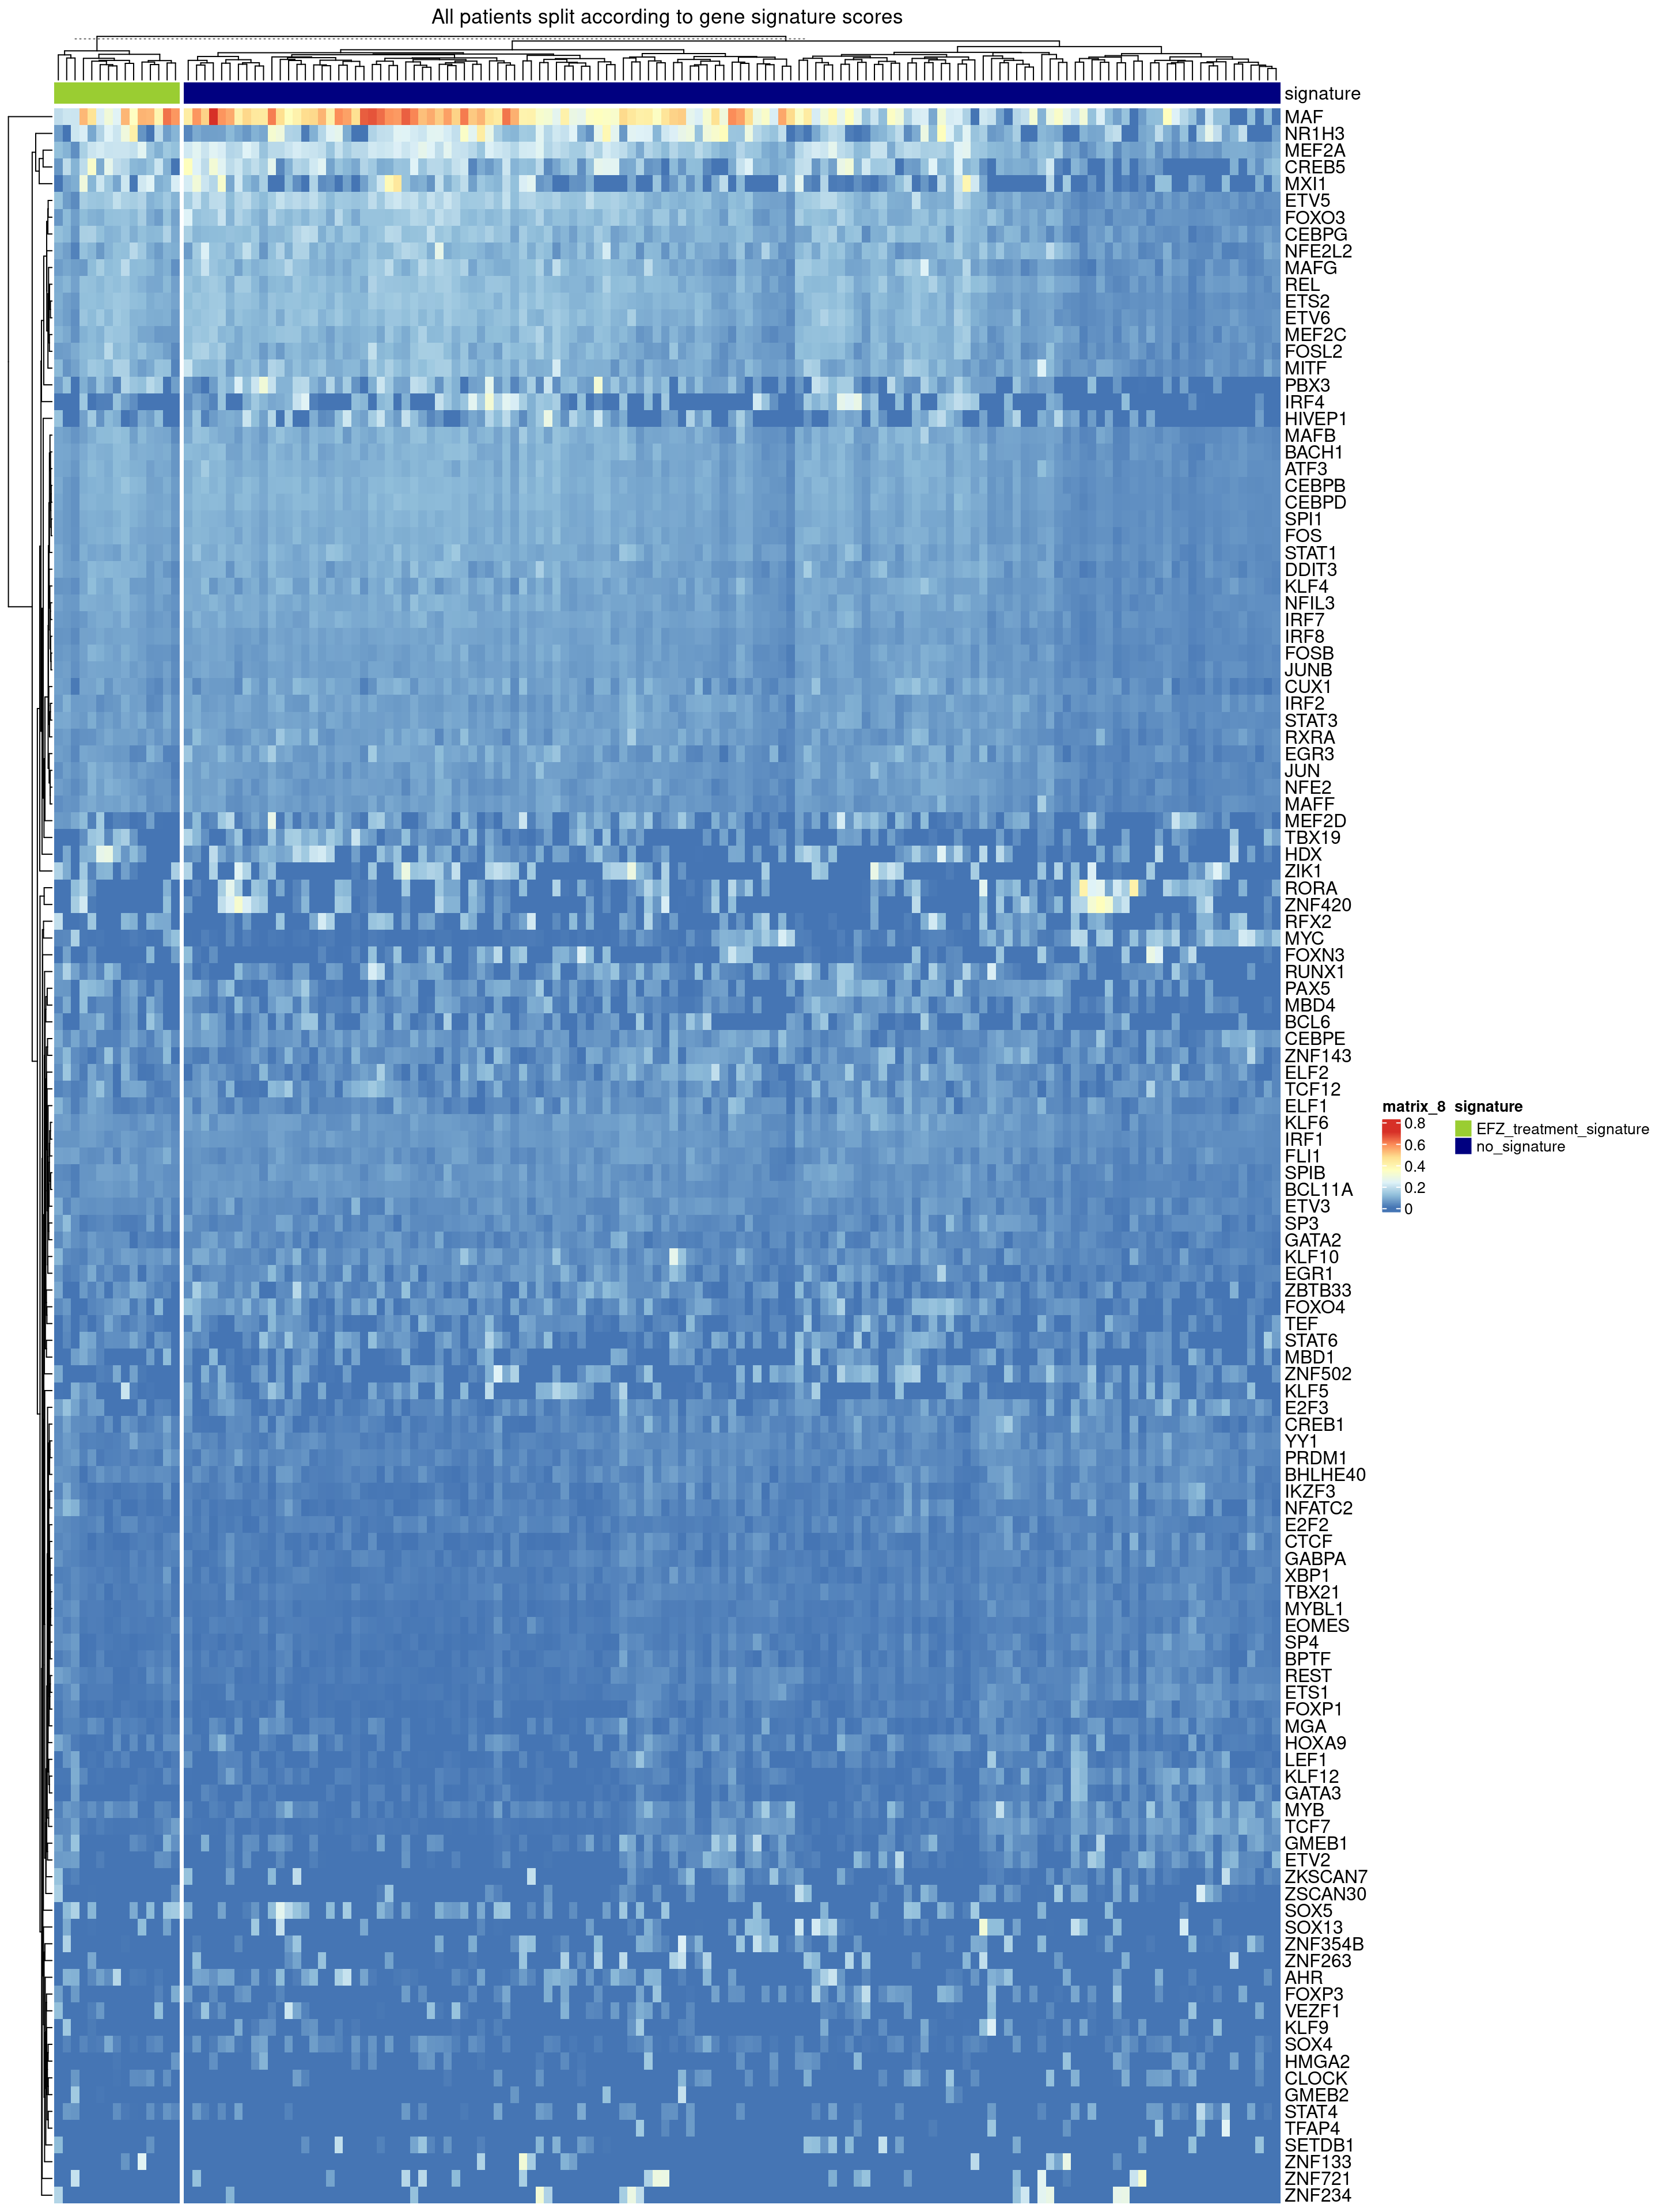 All patients split according to gene signature scores
signature
MAF
NR1H3
MEF2A
CREB5
MXI1
ETV5
FOXO3
CEBPG
NFE2L2
MAFG
REL
ETS2
ETV6
MEF2C
FOSL2
MITF
PBX3
IRF4
HIVEP1
MAFB
BACH1
ATF3
CEBPB
CEBPD
SPI1
FOS
STAT1
DDIT3
KLF4
NFIL3
IRF7
IRF8
FOSB
JUNB
CUX1
IRF2
STAT3
RXRA
EGR3
JUN
NFE2
MAFF
MEF2D
TBX19
HDX
ZIK1
RORA
ZNF420
RFX2
MYC
FOXN3
RUNX1
PAX5
MBD4
BCL6
CEBPE
ZNF143
ELF2
TCF12
ELF1
KLF6
IRF1
FLI1
SPIB
BCL11A
ETV3
SP3
GATA2
KLF10
EGR1
ZBTB33
FOXO4
TEF
STAT6
MBD1
ZNF502
KLF5
E2F3
CREB1
YY1
PRDM1
BHLHE40
IKZF3
NFATC2
E2F2
CTCF
GABPA
XBP1
TBX21
MYBL1
EOMES
SP4
BPTF
REST
ETS1
FOXP1
MGA
HOXA9
LEF1
KLF12
GATA3
MYB
TCF7
GMEB1
ETV2
ZKSCAN7
ZSCAN30
SOX5
SOX13
ZNF354B
ZNF263
AHR
FOXP3
VEZF1
KLF9
SOX4
HMGA2
CLOCK
GMEB2
STAT4
TFAP4
SETDB1
ZNF133
ZNF721
ZNF234
matrix_8
0.8
0.6
0.4
0.2
0
signature
EFZ_treatment_signature
no_signature